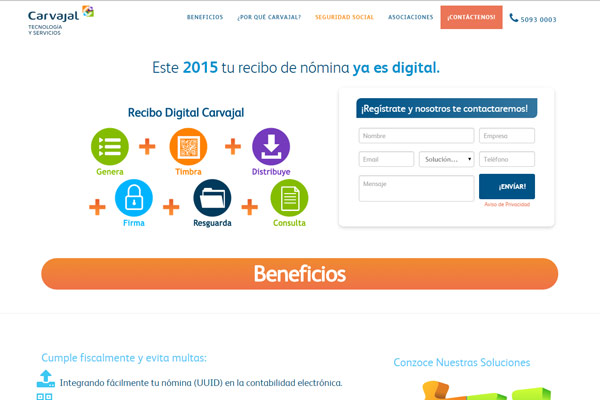 Carvajal
TECNOLOGÍA
Y SERVICIOS
BENEFICIOS
¿POR QUÉ CARVAJAL?
SEGURIDAD SOCIAL
ASOCIACIONES
¡CONTÁCTENOS!
5093 0003
Este 2015 tu recibo de nómina ya es digital.
Recibo Digital Carvajal
Genera
Timbra
Distribuye
Firma
Resguarda
Consulta
¡Regístrate y nosotros te contactaremos!
Nombre
Empresa
Email
Solución...
Teléfono
Mensaje
¡ENVÍAR!
Aviso de Privacidad
Beneficios
Cumple fiscalmente y evita multas:
Integrando fácilmente tu nómina (UUID) en la contabilidad electrónica.
Conzoce Nuestras Soluciones